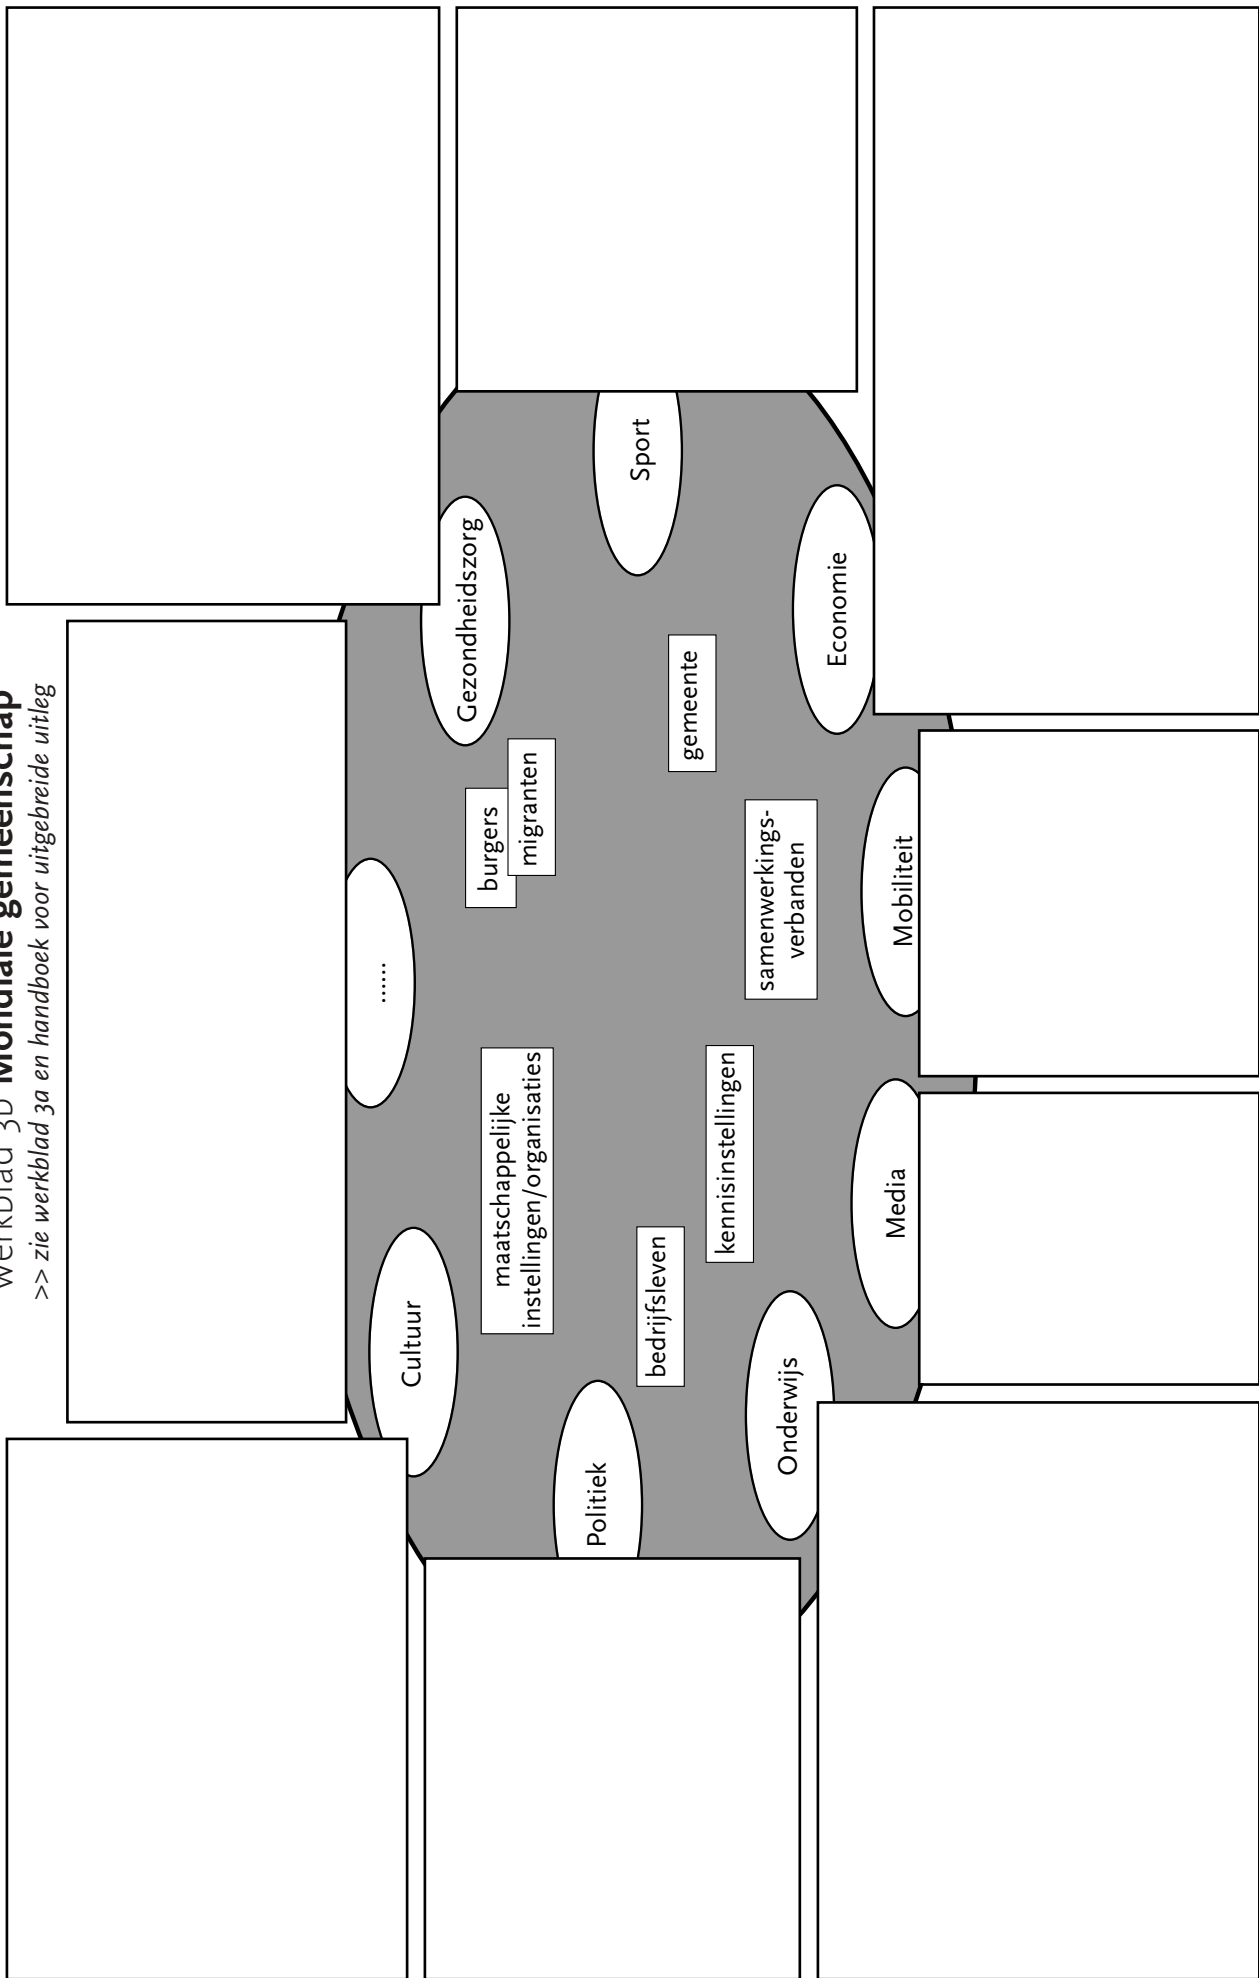 werkblad 3D Mondiale gemeenschap
>> zie werkblad 3a en handboek voor uitgebreide uitleg
......
Cultuur
Gezondheidszorg
maatschappelijke
instellingen/organisaties
burgers
migranten
Politiek
Sport
bedrijfsleven
gemeente
kennisinstellingen
samenwerkings-
verbanden
Onderwijs
Economie
Media
Mobiliteit